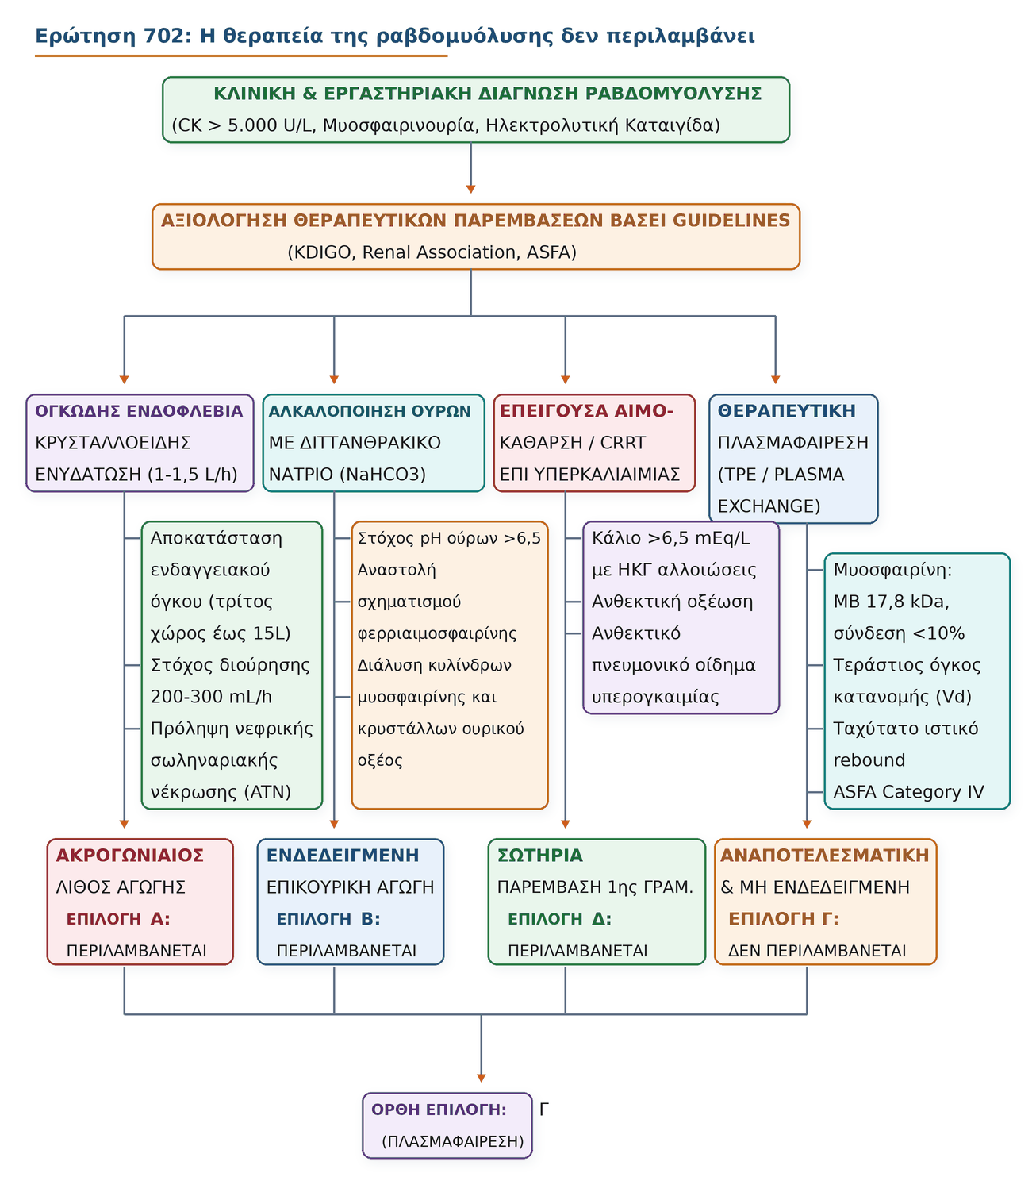 Ερώτηση 702: Η θεραπεία της ραβδομυόλυσης δεν περιλαμβάνει
ΚΛΙΝΙΚΗ & ΕΡΓΑΣΤΗΡΙΑΚΗ ΔΙΑΓΝΩΣΗ ΡΑΒΔΟΜΥΟΛΥΣΗΣ
(CK > 5.000 U/L, Μυοσφαιρινουρία, Ηλεκτρολυτική Καταιγίδα)
ΑΞΙΟΛΟΓΗΣΗ ΘΕΡΑΠΕΥΤΙΚΩΝ ΠΑΡΕΜΒΑΣΕΩΝ ΒΑΣΕΙ GUIDELINES
(KDIGO, Renal Association, ASFA)
ΟΓΚΩΔΗΣ ΕΝΔΟΦΛΕΒΙΑ
ΚΡΥΣΤΑΛΛΟΕΙΔΗΣ
ΕΝΥΔΑΤΩΣΗ (1-1,5 L/h)
ΑΛΚΑΛΟΠΟΙΗΣΗ ΟΥΡΩΝ
ΜΕ ΔΙΤΤΑΝΘΡΑΚΙΚΟ
ΝΑΤΡΙΟ (NaHCO3)
ΕΠΕΙΓΟΥΣΑ ΑΙΜΟ-
ΚΑΘΑΡΣΗ / CRRT
ΕΠΙ ΥΠΕΡΚΑΛΙΑΙΜΙΑΣ
ΘΕΡΑΠΕΥΤΙΚΗ
ΠΛΑΣΜΑΦΑΙΡΕΣΗ
(TPE / PLASMA
EXCHANGE)
Αποκατάσταση
ενδαγγειακού
όγκου (τρίτος
χώρος έως 15L)
Στόχος διούρησης
200-300 mL/h
Πρόληψη νεφρικής
σωληναριακής
νέκρωσης (ATN)
Στόχος pH ούρων >6,5
Αναστολή
σχηματισμού
φερριαιμοσφαιρίνης
Διάλυση κυλίνδρων
μυοσφαιρίνης και
κρυστάλλων ουρικού
οξέος
Κάλιο >6,5 mEq/L
με ΗΚΓ αλλοιώσεις
Ανθεκτική οξέωση
Ανθεκτικό
πνευμονικό οίδημα
υπερογκαιμίας
Μυοσφαιρίνη:
ΜΒ 17,8 kDa,
σύνδεση <10%
Τεράστιος όγκος
κατανομής (Vd)
Ταχύτατο ιστικό
rebound
ASFA Category IV
ΑΚΡΟΓΩΝΙΑΙΟΣ
ΛΙΘΟΣ ΑΓΩΓΗΣ
ΕΠΙΛΟΓΗ Α:
ΠΕΡΙΛΑΜΒΑΝΕΤΑΙ
ΕΝΔΕΔΕΙΓΜΕΝΗ
ΕΠΙΚΟΥΡΙΚΗ ΑΓΩΓΗ
ΕΠΙΛΟΓΗ Β:
ΠΕΡΙΛΑΜΒΑΝΕΤΑΙ
ΣΩΤΗΡΙΑ
ΠΑΡΕΜΒΑΣΗ 1ης ΓΡΑΜ.
ΕΠΙΛΟΓΗ Δ:
ΠΕΡΙΛΑΜΒΑΝΕΤΑΙ
ΑΝΑΠΟΤΕΛΕΣΜΑΤΙΚΗ
& ΜΗ ΕΝΔΕΔΕΙΓΜΕΝΗ
ΕΠΙΛΟΓΗ Γ:
ΔΕΝ ΠΕΡΙΛΑΜΒΑΝΕΤΑΙ
ΟΡΘΗ ΕΠΙΛΟΓΗ: Γ
(ΠΛΑΣΜΑΦΑΙΡΕΣΗ)